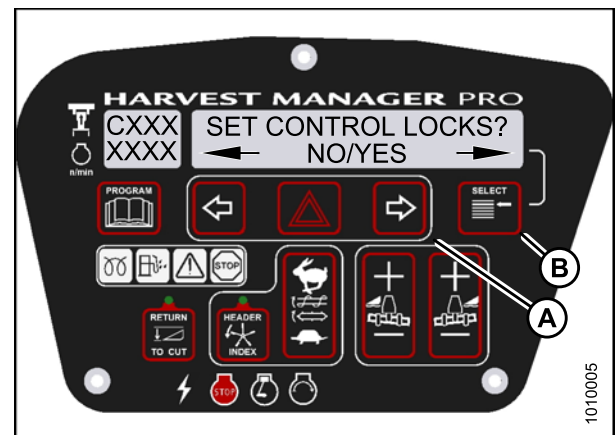 HARVEST MANAGER PRO
CXXX
XXXX
SET CONTROL LOCKS?
NO/YES
n/min
PROGRAM
SELECT
B
STOP
A
RETURN
TO CUT
HEADER
INDEX
STOP
1010005